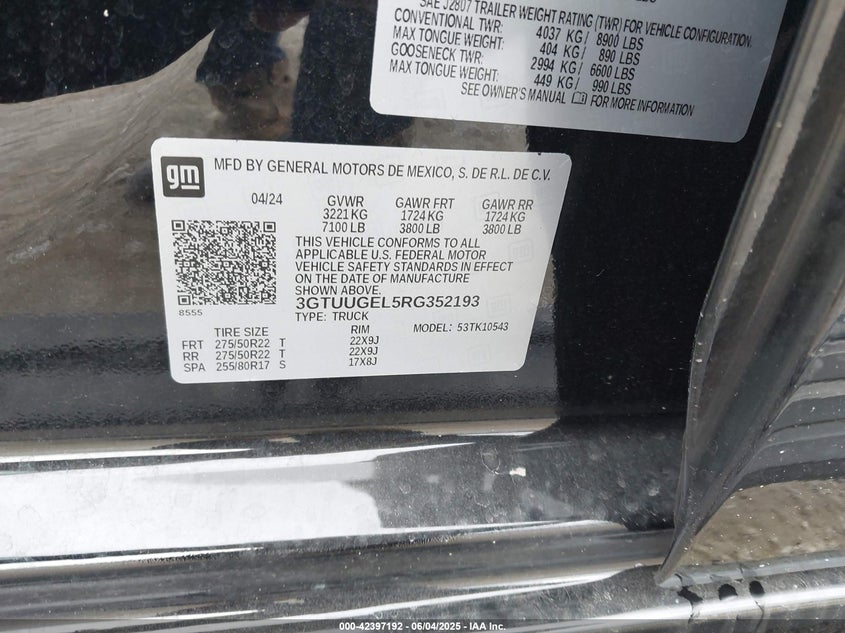 SAE J2807 TRAILER WEIGHT RATING (TWR) FOR VEHICLE CONFIGURATION.
CONVENTIONAL TWR: 4037 KG / 8900 LBS
MAX TONGUE WEIGHT: 404 KG / 890 LBS
GOOSENECK TWR: 2994 KG / 6600 LBS
MAX TONGUE WEIGHT: 449 KG / 990 LBS
SEE OWNER'S MANUAL FOR MORE INFORMATION
gm MFD BY GENERAL MOTORS DE MEXICO, S. DE R.L. DE C.V.
04/24 GVWR GAWR FRT GAWR RR
3221 KG 1724 KG 1724 KG
7100 LB 3800 LB 3800 LB
THIS VEHICLE CONFORMS TO ALL
APPLICABLE U.S. FEDERAL MOTOR
VEHICLE SAFETY STANDARDS IN EFFECT
ON THE DATE OF MANUFACTURE
SHOWN ABOVE.
8555 3GTUUGEL5RG352193
TYPE: TRUCK MODEL: 53TK10543
TIRE SIZE RIM
FRT 275/50R22 T 22X9J
RR 275/50R22 T 22X9J
SPA 255/80R17 S 17X8J
000-42397192 - 06/04/2025 - IAA Inc.